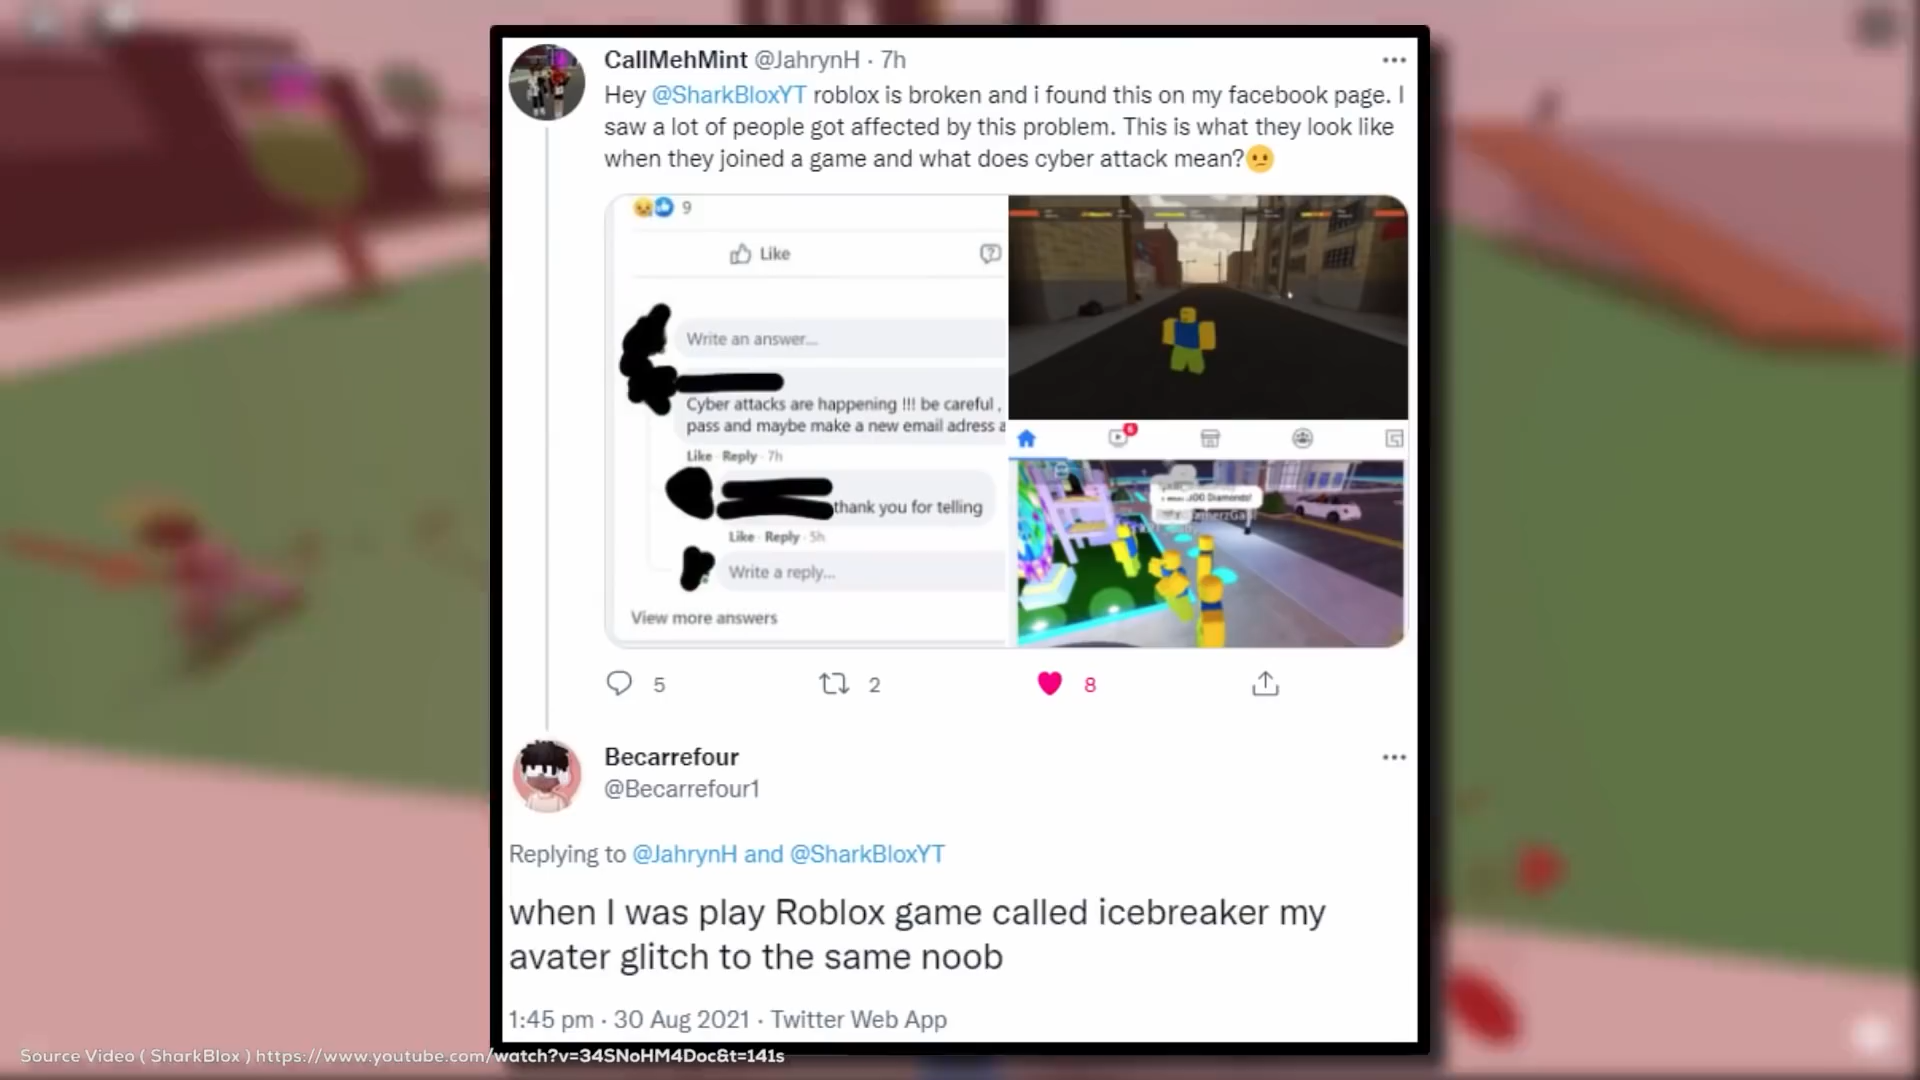 CallMehMint @JahrynH · 7h
Hey @SharkBloxYT roblox is broken and i found this on my facebook page. I
saw a lot of people got affected by this problem. This is what they look like
when they joined a game and what does cyber attack mean?😕
9
Like
Write an answer...
Cyber attacks are happening !!! be careful ,
pass and maybe make a new email adress a
Like · Reply · 7h
thank you for telling
Like · Reply · 5h
Write a reply...
View more answers
6
Diamonds!
5 2 8
Becarrefour
@Becarrefour1
Replying to @JahrynH and @SharkBloxYT
when I was play Roblox game called icebreaker my
avater glitch to the same noob
1:45 pm · 30 Aug 2021 · Twitter Web App
Source Video ( SharkBlox ) https://www.youtube.com/watch?v=34SNoHM4Doc&t=141s